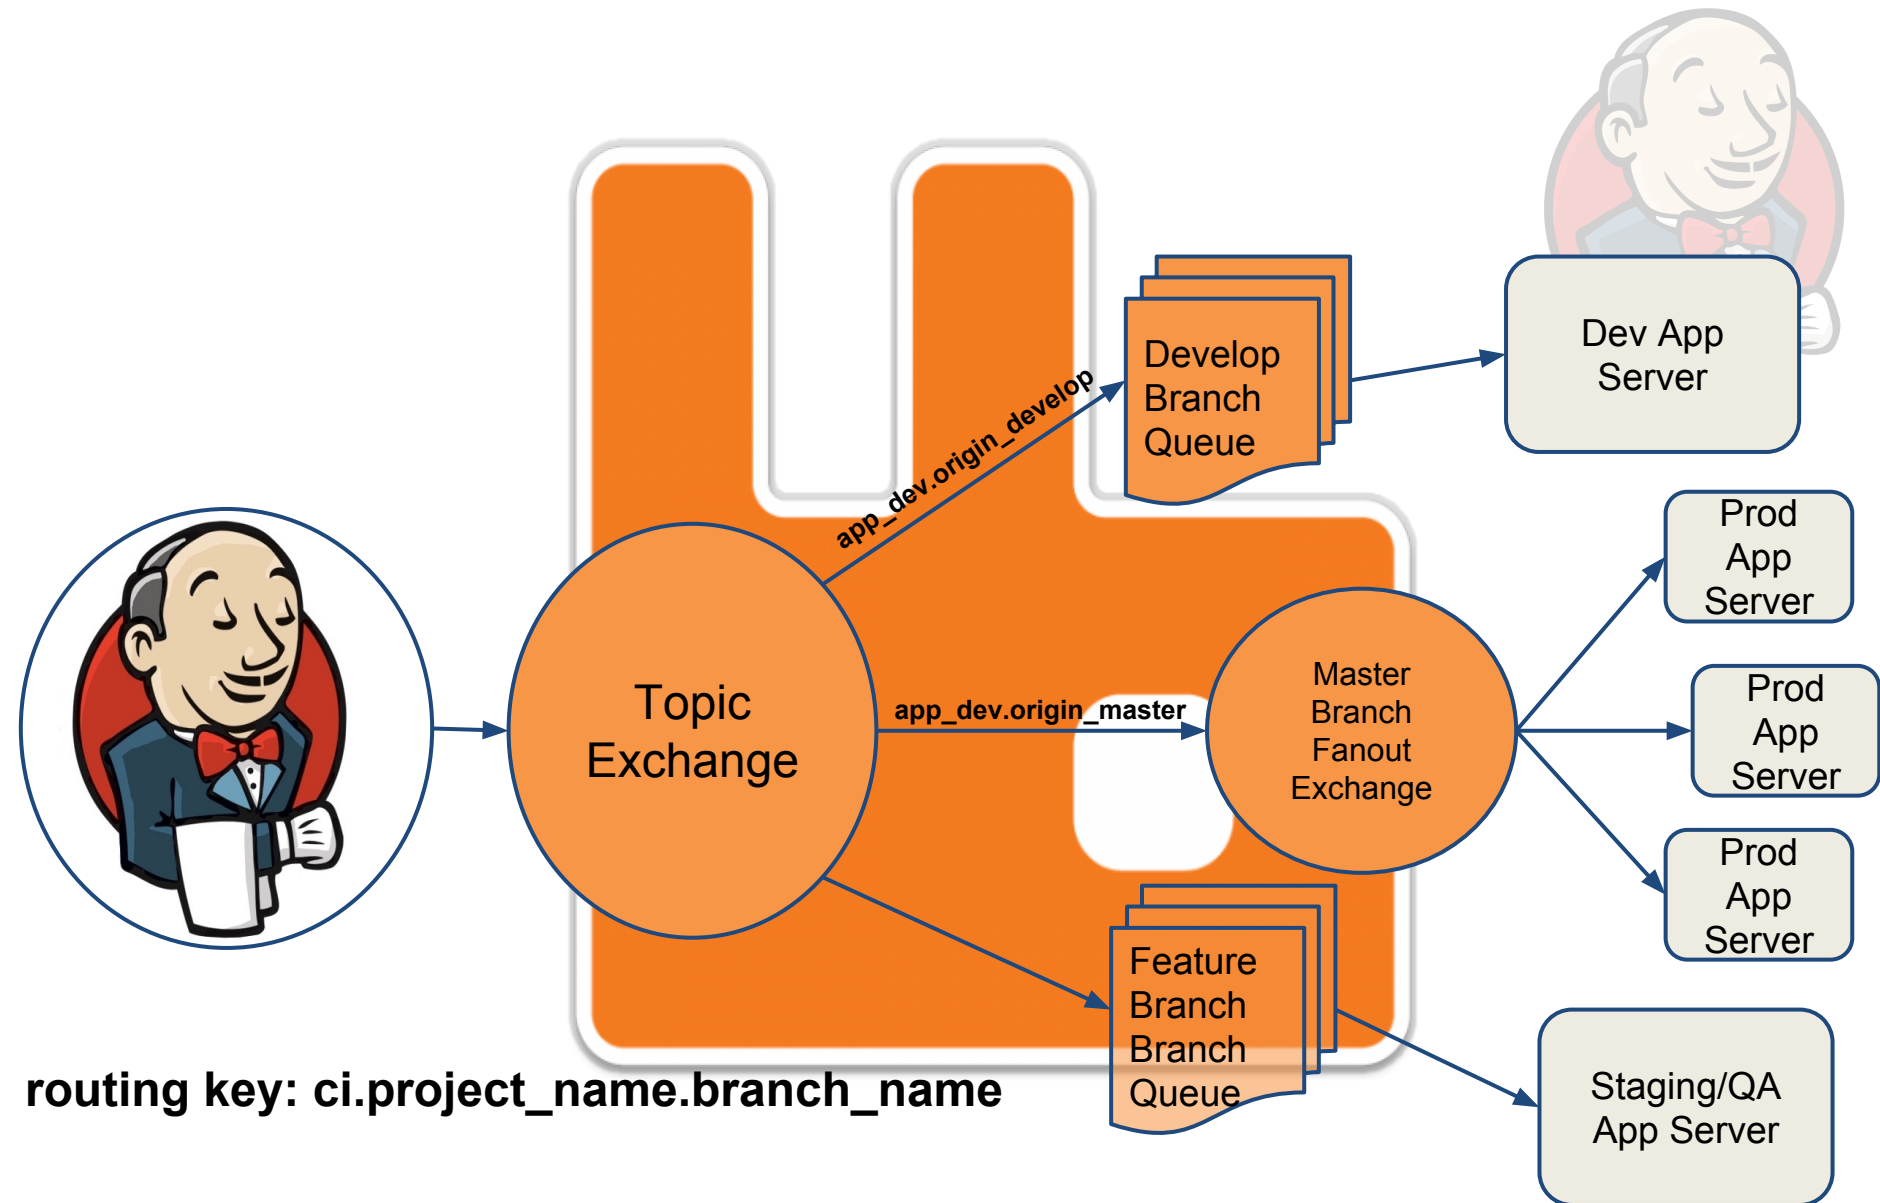 Develop
Branch
Queue
Dev App
Server
app_dev.origin_develop
Prod
App
Server
Topic
Exchange
app_dev.origin_master
Master
Branch
Fanout
Exchange
Prod
App
Server
Prod
App
Server
Feature
Branch
Branch
Queue
Staging/QA
App Server
routing key: ci.project_name.branch_name